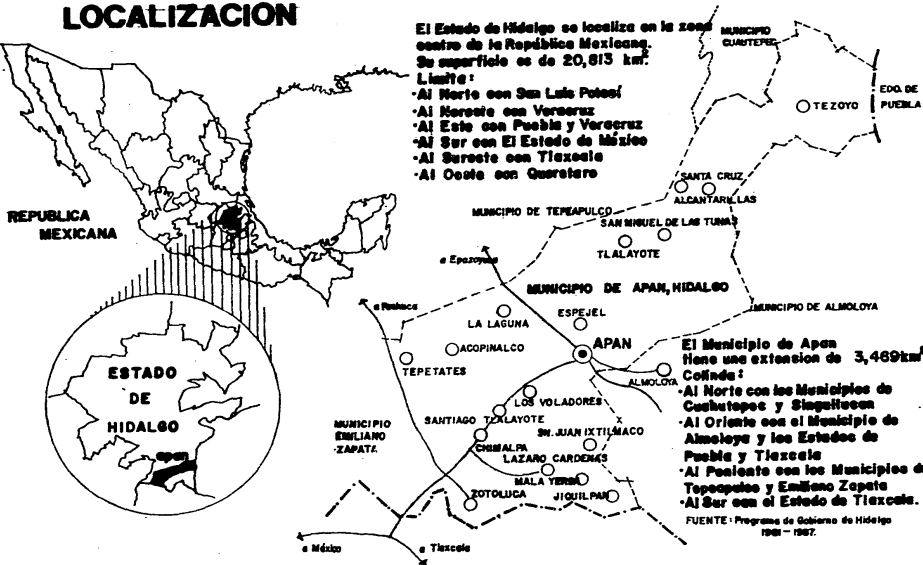 LOCALIZACION
El Estado de Hidalgo se localiza en la zona
centro de la República Mexicana.
Su superficie es de 20,813 km².
Limita:
·Al Norte con San Luis Potosí
·Al Noreste con Veracruz
·Al Este con Puebla y Veracruz
·Al Sur con El Estado de México
·Al Sureste con Tlaxcala
·Al Oeste con Queretaro
REPUBLICA
MEXICANA
ESTADO
DE
HIDALGO
apan
MUNICIPIO
CUAUTEPEC
EDO. DE
PUEBLA
TEZOYO
SANTA CRUZ
ALCANTARILLAS
MUNICIPIO DE TEPEAPULCO
SAN MIGUEL DE LAS TUNAS
TLALAYOTE
a Epazoyuca
MUNICIPIO DE APAN, HIDALGO
a Pachuca
MUNICIPIO DE ALMOLOYA
LA LAGUNA
ESPEJEL
APAN
ACOPINALCO
TEPETATES
ALMOLOYA
LOS VOLADORES
SANTIAGO TLALAYOTE
MUNICIPIO
EMILIANO
ZAPATA
CHIMALPA
SN. JUAN IXTILMACO
LAZARO CARDENAS
MALA YERBA
ZOTOLUCA
JIQUILPAN
a México
a Tlaxcala
El Municipio de Apan
tiene una extension de 3,469km²
Colinda:
·Al Norte con los Municipios de
Cuahutepec y Singuilucan
·Al Oriente con el Municipio de
Almoloya y los Estados de
Puebla y Tlaxcala
·Al Poniente con los Municipios de
Tepeapulco y Emiliano Zapata
·Al Sur con el Estado de Tlaxcala.
FUENTE: Programa de Gobierno de Hidalgo
1981-1987.